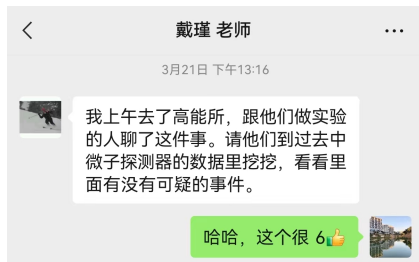 戴瑾 老师
3月21日 下午13:16
我上午去了高能所，跟他们做实验
的人聊了这件事。请他们到过去中
微子探测器的数据里挖挖，看看里
面有没有可疑的事件。
哈哈，这个很 6👍